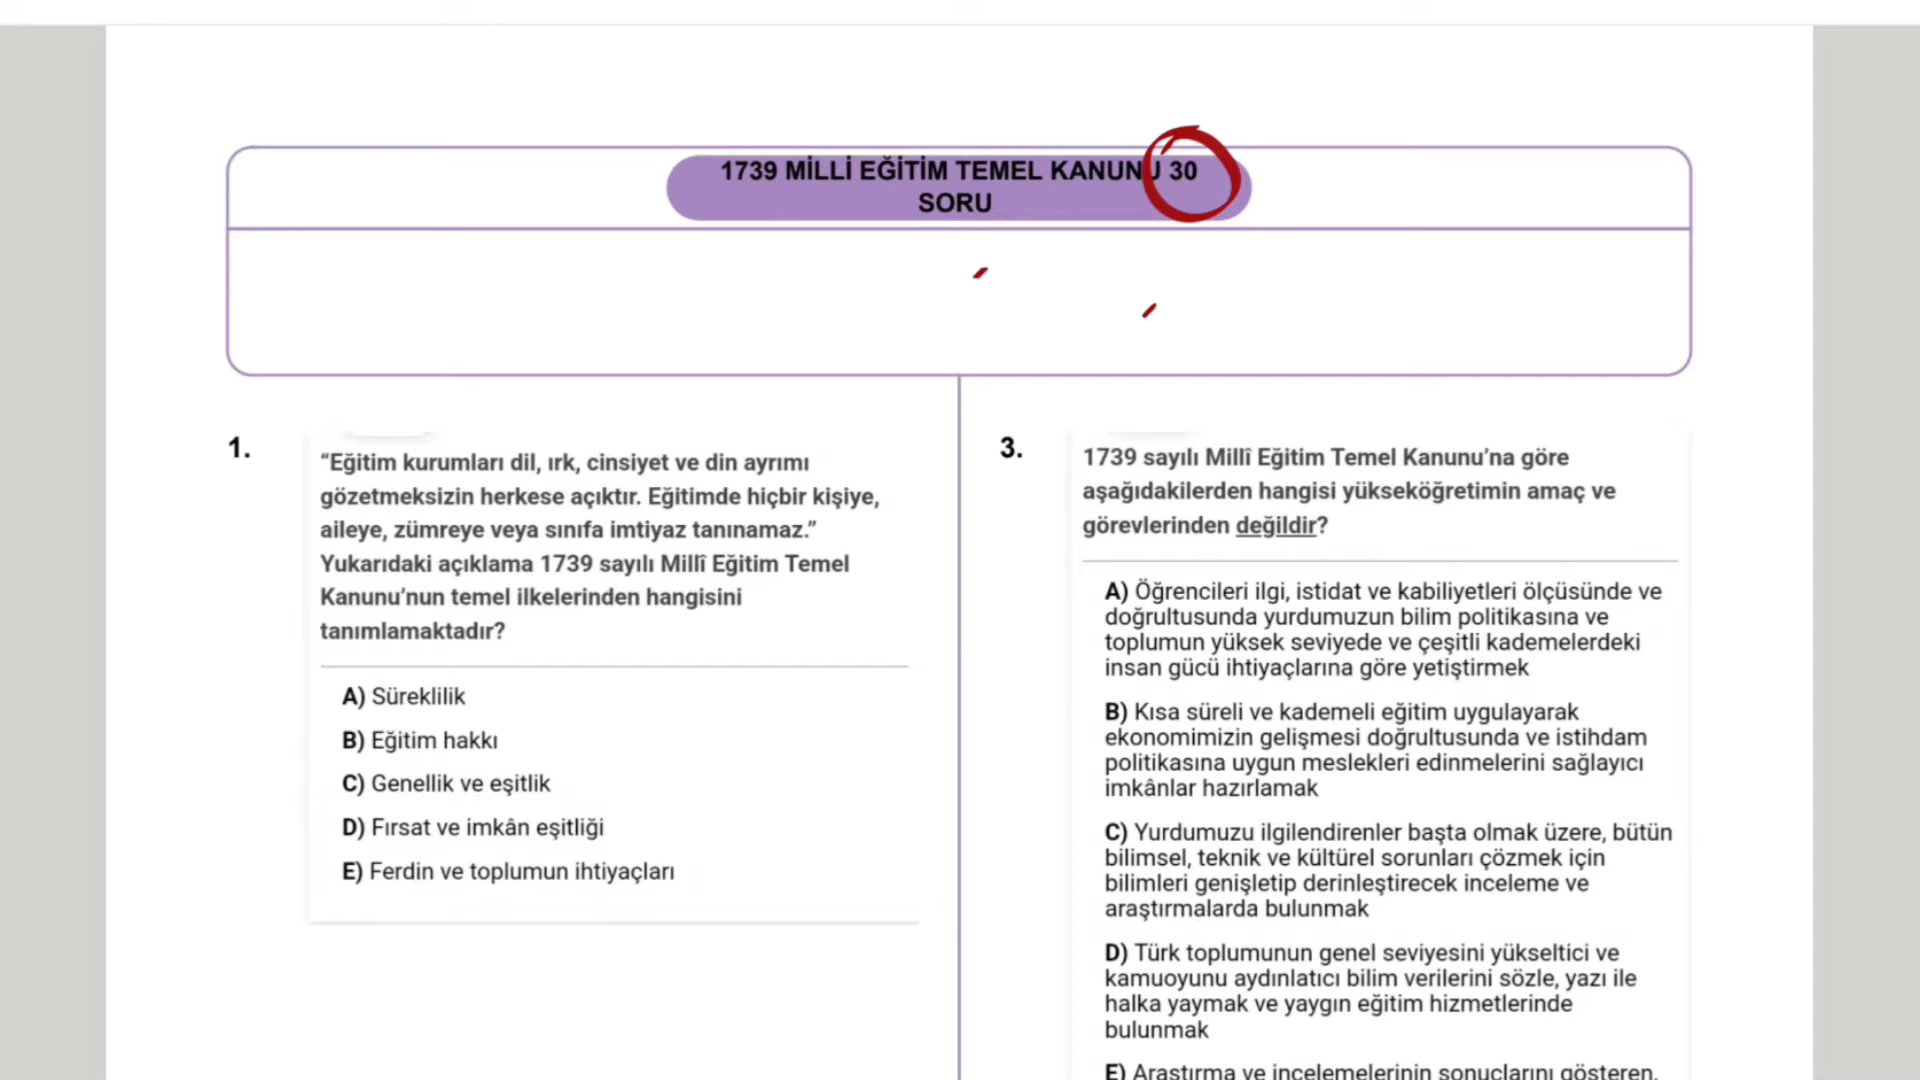 1739 MİLLİ EĞİTİM TEMEL KANUNU 30
SORU
1.
“Eğitim kurumları dil, ırk, cinsiyet ve din ayrımı
gözetmeksizin herkese açıktır. Eğitimde hiçbir kişiye,
aileye, zümreye veya sınıfa imtiyaz tanınamaz.”
Yukarıdaki açıklama 1739 sayılı Millî Eğitim Temel
Kanunu’nun temel ilkelerinden hangisini
tanımlamaktadır?
A) Süreklilik
B) Eğitim hakkı
C) Genellik ve eşitlik
D) Fırsat ve imkân eşitliği
E) Ferdin ve toplumun ihtiyaçları
3.
1739 sayılı Millî Eğitim Temel Kanunu’na göre
aşağıdakilerden hangisi yükseköğretimin amaç ve
görevlerinden değildir?
A) Öğrencileri ilgi, istidat ve kabiliyetleri ölçüsünde ve
doğrultusunda yurdumuzun bilim politikasına ve
toplumun yüksek seviyede ve çeşitli kademelerdeki
insan gücü ihtiyaçlarına göre yetiştirmek
B) Kısa süreli ve kademeli eğitim uygulayarak
ekonomimizin gelişmesi doğrultusunda ve istihdam
politikasına uygun meslekleri edinmelerini sağlayıcı
imkânlar hazırlamak
C) Yurdumuzu ilgilendirenler başta olmak üzere, bütün
bilimsel, teknik ve kültürel sorunları çözmek için
bilimleri genişletip derinleştirecek inceleme ve
araştırmalarda bulunmak
D) Türk toplumunun genel seviyesini yükseltici ve
kamuoyunu aydınlatıcı bilim verilerini sözle, yazı ile
halka yaymak ve yaygın eğitim hizmetlerinde
bulunmak
E) Araştırma ve incelemelerinin sonuçlarını gösteren,